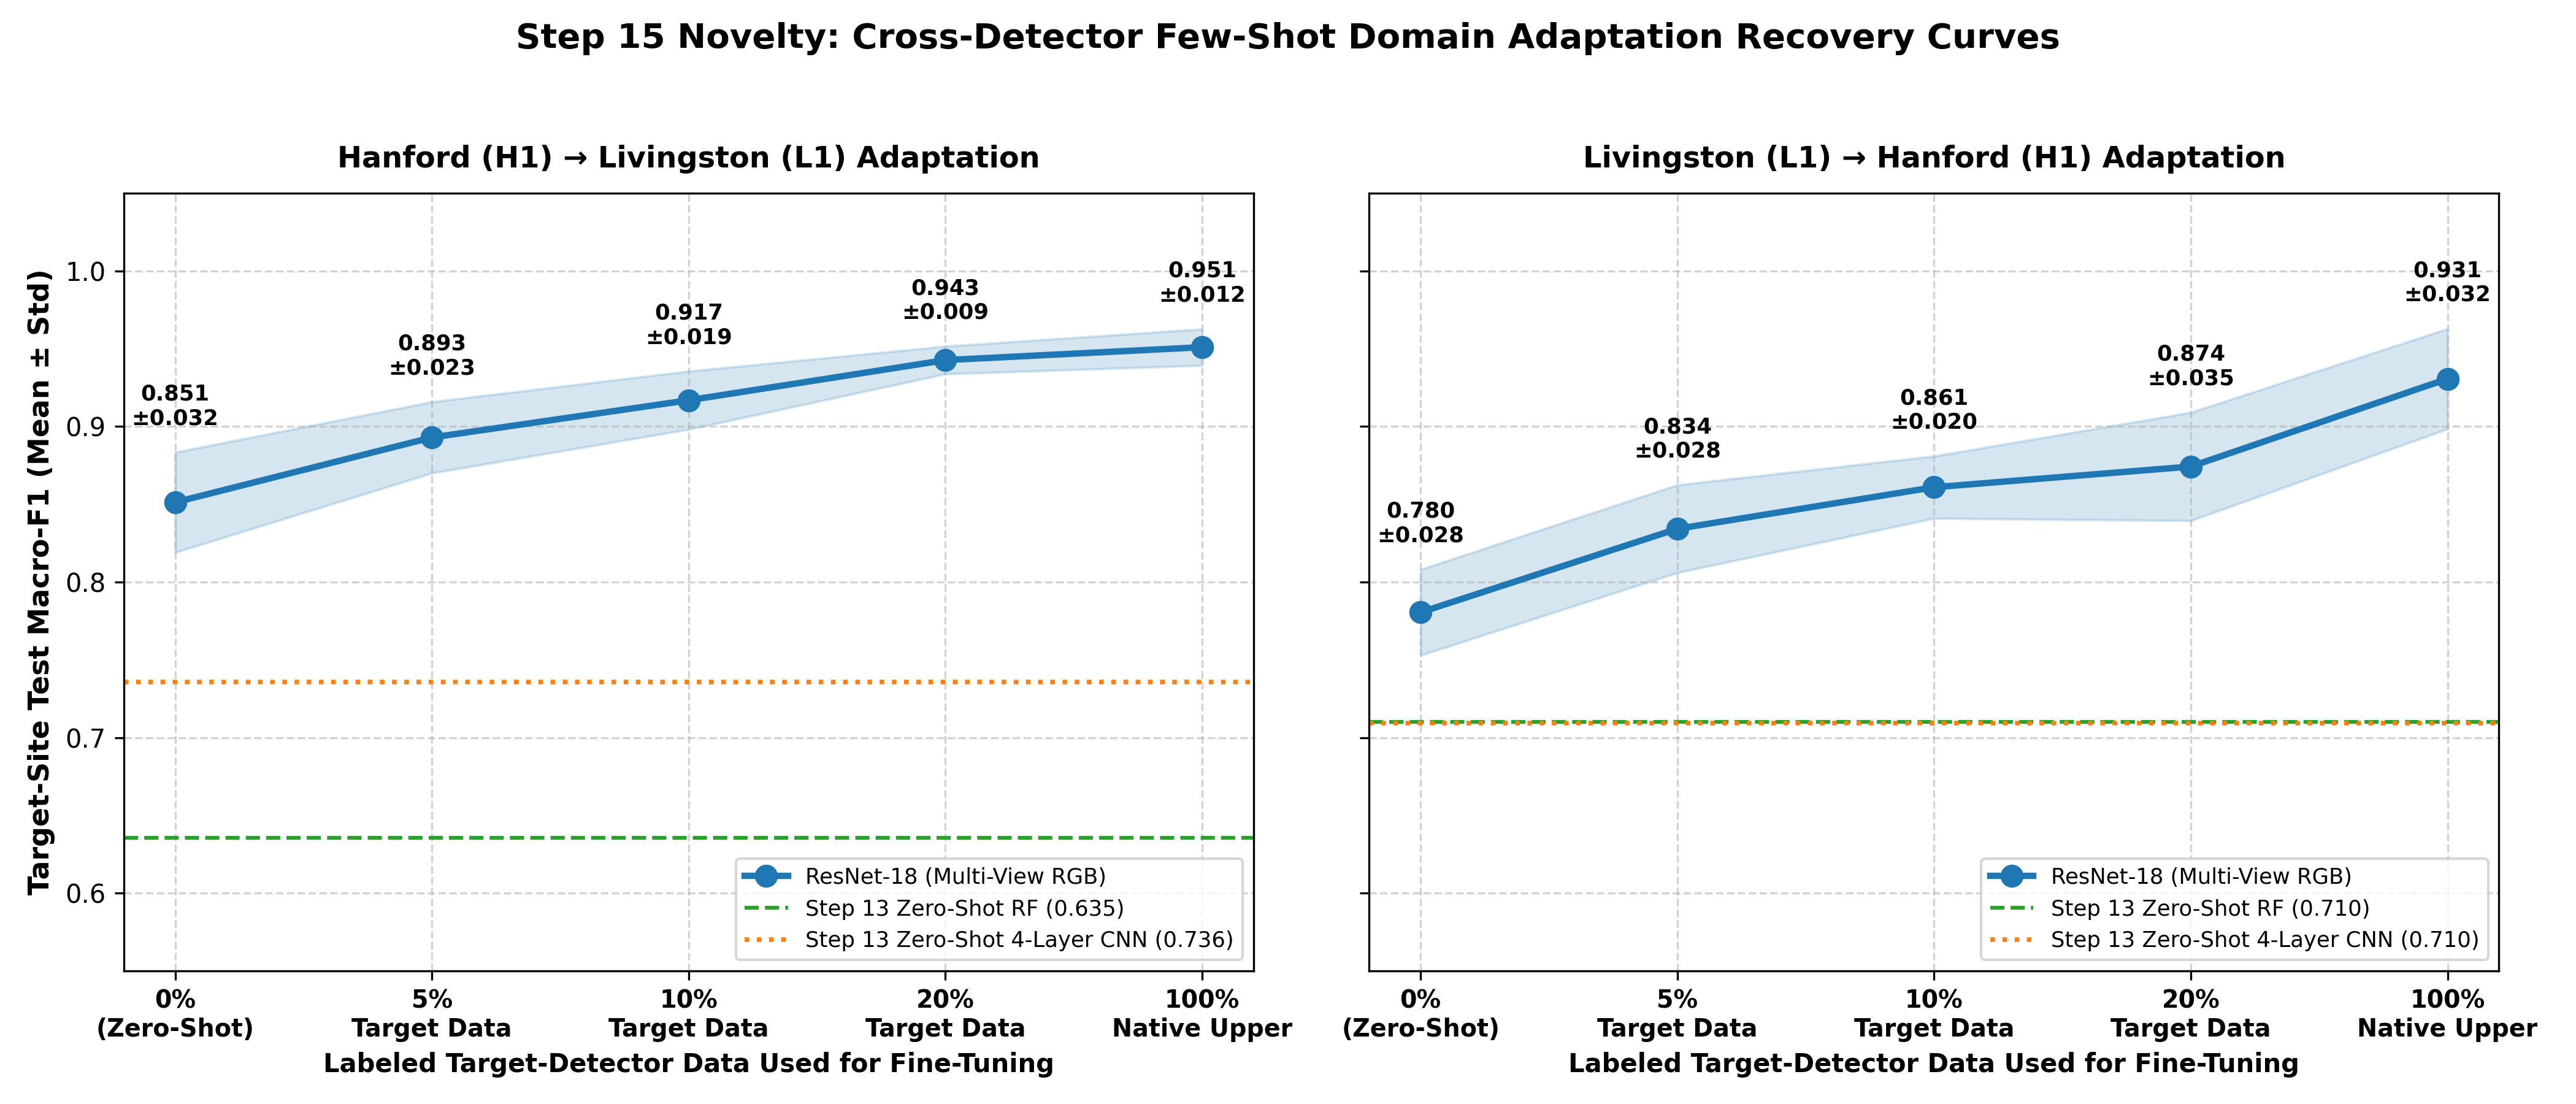 Step 15 Novelty: Cross-Detector Few-Shot Domain Adaptation Recovery Curves
Hanford (H1) → Livingston (L1) Adaptation
Target-Site Test Macro-F1 (Mean ± Std)
1.0
0.9
0.8
0.7
0.6
0.851
±0.032
0.893
±0.023
0.917
±0.019
0.943
±0.009
0.951
±0.012
ResNet-18 (Multi-View RGB)
Step 13 Zero-Shot RF (0.635)
Step 13 Zero-Shot 4-Layer CNN (0.736)
0%
(Zero-Shot)
5%
Target Data
10%
Target Data
20%
Target Data
100%
Native Upper
Labeled Target-Detector Data Used for Fine-Tuning
Livingston (L1) → Hanford (H1) Adaptation
0.780
±0.028
0.834
±0.028
0.861
±0.020
0.874
±0.035
0.931
±0.032
ResNet-18 (Multi-View RGB)
Step 13 Zero-Shot RF (0.710)
Step 13 Zero-Shot 4-Layer CNN (0.710)
0%
(Zero-Shot)
5%
Target Data
10%
Target Data
20%
Target Data
100%
Native Upper
Labeled Target-Detector Data Used for Fine-Tuning